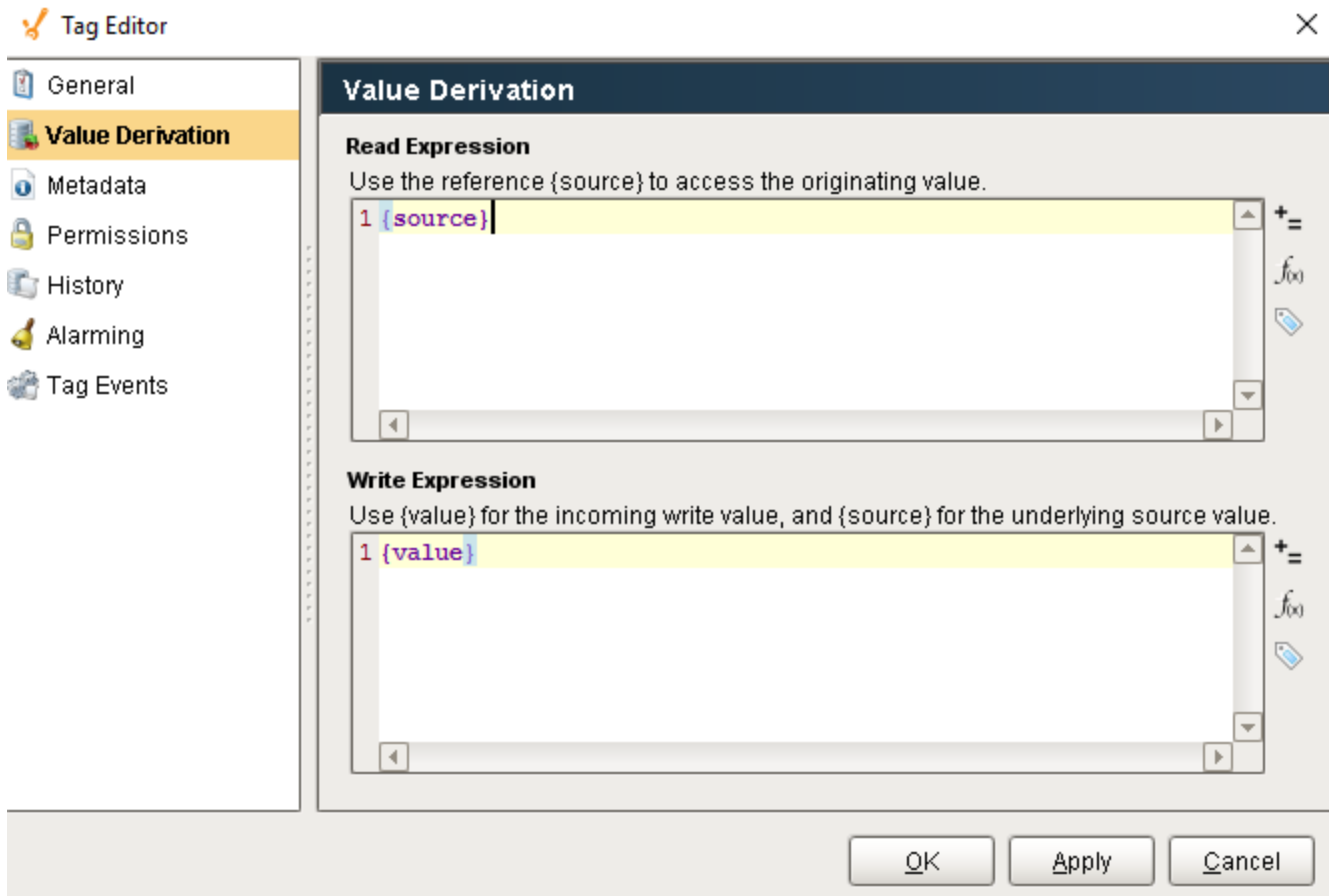 Tag Editor
General
Value Derivation
Metadata
Permissions
History
Alarming
Tag Events
Value Derivation
Read Expression
Use the reference {source} to access the originating value.
1 {source}
+=
f(x)
Write Expression
Use {value} for the incoming write value, and {source} for the underlying source value.
1 {value}
+=
f(x)
OK Apply Cancel